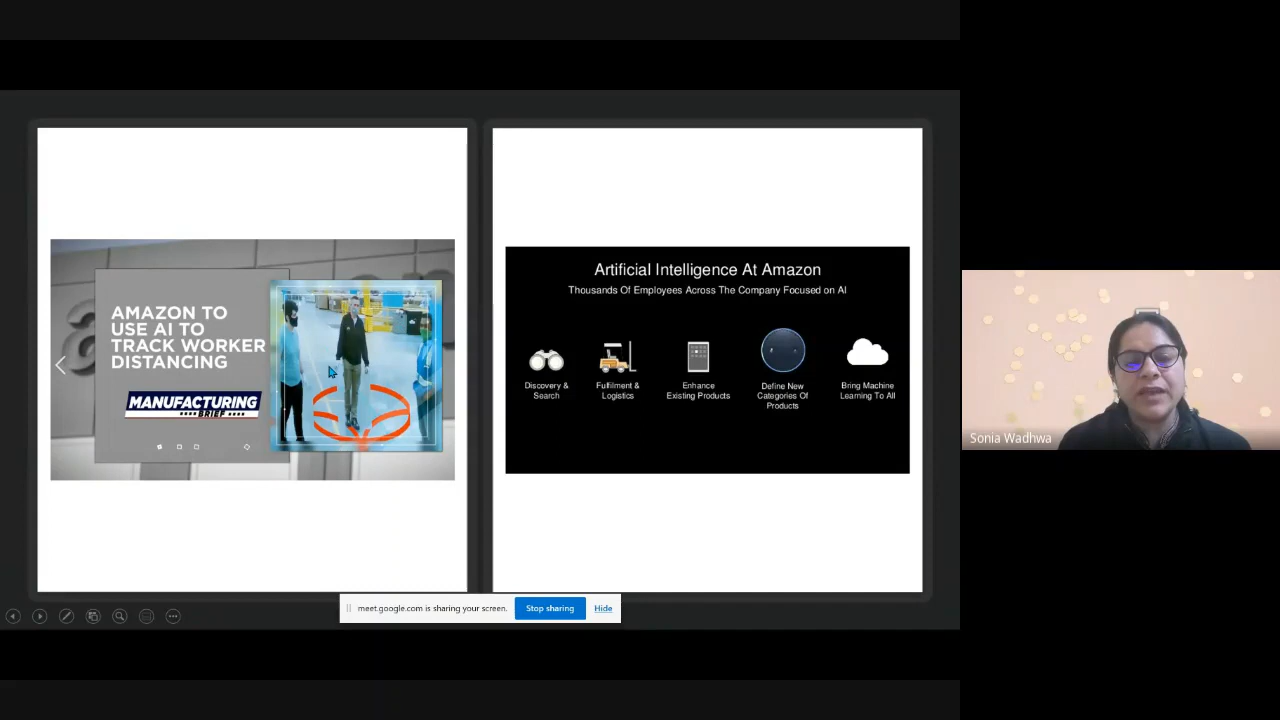 AMAZON TO
USE AI TO
TRACK WORKER
DISTANCING
MANUFACTURING
BRIEF
Artificial Intelligence At Amazon
Thousands Of Employees Across The Company Focused on AI
Discovery &
Search
Fulfilment &
Logistics
Enhance
Existing Products
Define New
Categories Of
Products
Bring Machine
Learning To All
Sonia Wadhwa
meet.google.com is sharing your screen.
Stop sharing
Hide